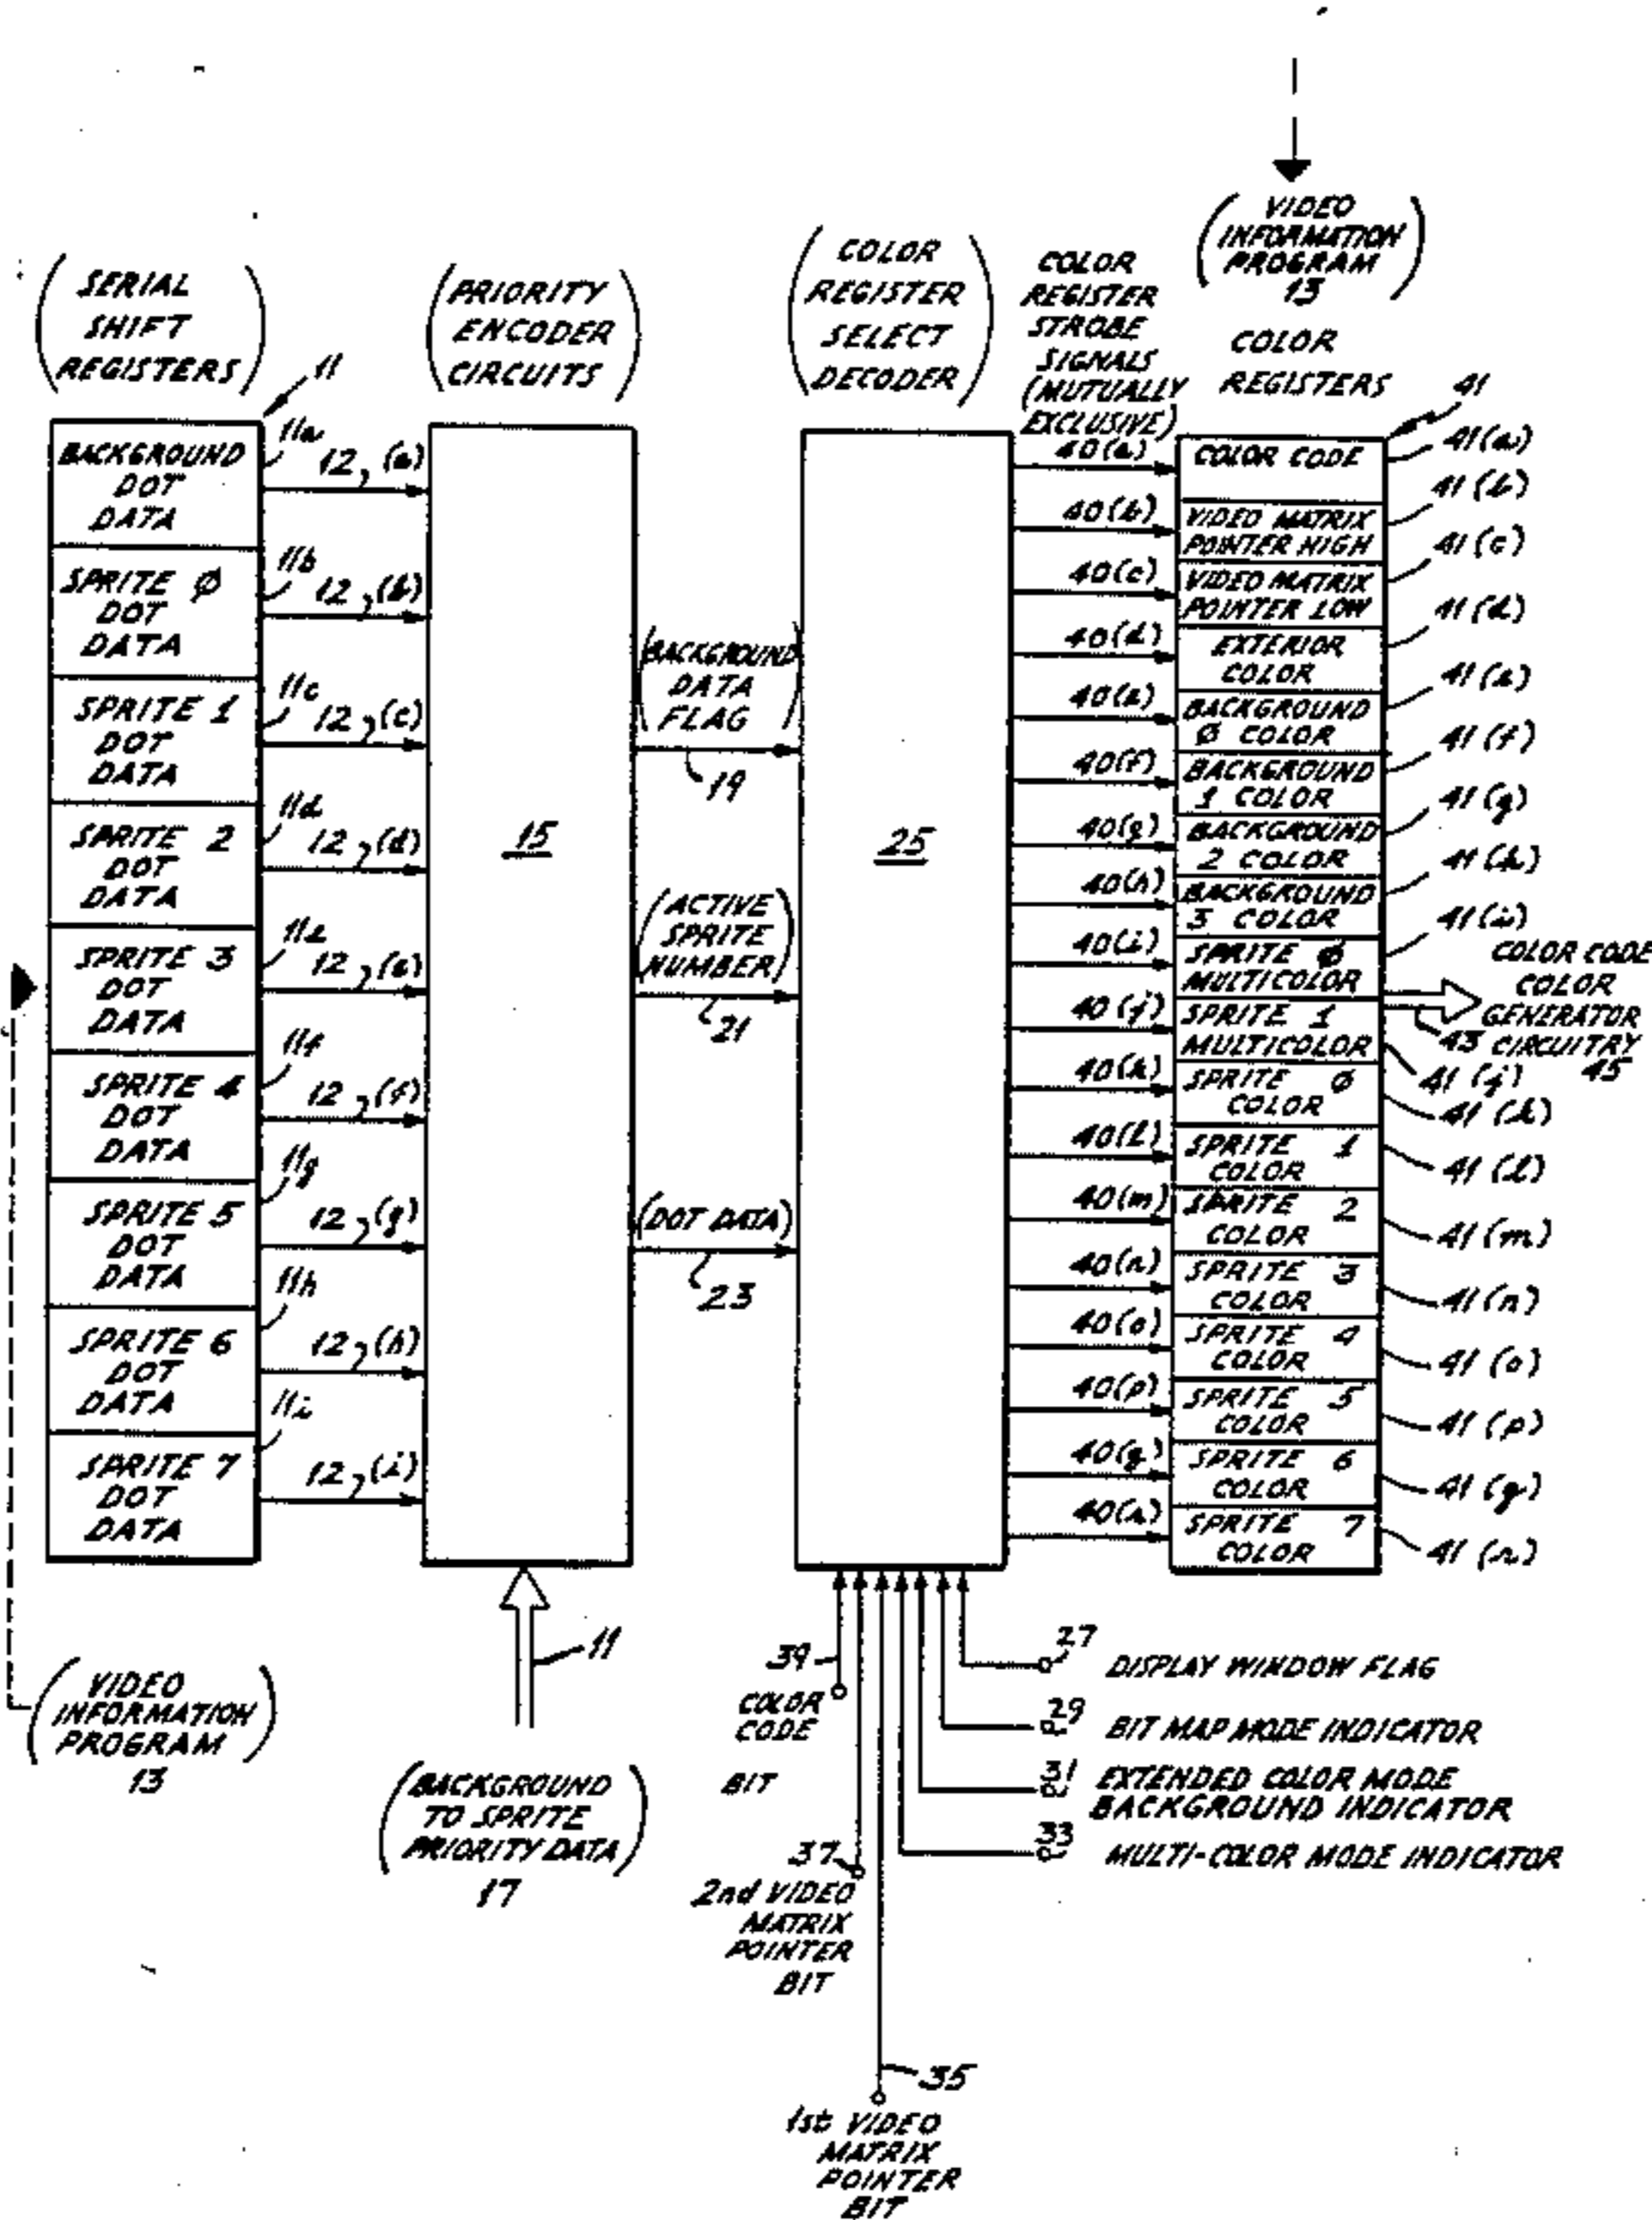 (VIDEO
INFORMATION
PROGRAM)
13
(SERIAL
SHIFT
REGISTERS)
11
(PRIORITY
ENCODER
CIRCUITS)
(COLOR
REGISTER
SELECT
DECODER)
COLOR
REGISTER
STROBE
SIGNALS
(MUTUALLY
EXCLUSIVE)
COLOR
REGISTERS
41
BACKGROUND
DOT
DATA
11a
12 (a)
SPRITE Ø
DOT
DATA
11b
12 (b)
SPRITE 1
DOT
DATA
11c
12 (c)
SPRITE 2
DOT
DATA
11d
12 (d)
SPRITE 3
DOT
DATA
11e
12 (e)
SPRITE 4
DOT
DATA
11f
12 (f)
SPRITE 5
DOT
DATA
11g
12 (g)
SPRITE 6
DOT
DATA
11h
12 (h)
SPRITE 7
DOT
DATA
11i
12 (i)
15
(BACKGROUND
DATA
FLAG)
19
(ACTIVE
SPRITE
NUMBER)
21
(DOT DATA)
23
25
40(a)
COLOR CODE
41(a)
40(b)
VIDEO MATRIX
POINTER HIGH
41(b)
40(c)
VIDEO MATRIX
POINTER LOW
41(c)
40(d)
EXTERIOR
COLOR
41(d)
40(e)
BACKGROUND
Ø COLOR
41(e)
40(f)
BACKGROUND
1 COLOR
41(f)
40(g)
BACKGROUND
2 COLOR
41(g)
40(h)
BACKGROUND
3 COLOR
41(h)
40(i)
SPRITE Ø
MULTICOLOR
41(i)
40(j)
SPRITE 1
MULTICOLOR
41(j)
40(k)
SPRITE Ø
COLOR
41(k)
40(l)
SPRITE 1
COLOR
41(l)
40(m)
SPRITE 2
COLOR
41(m)
40(n)
SPRITE 3
COLOR
41(n)
40(o)
SPRITE 4
COLOR
41(o)
40(p)
SPRITE 5
COLOR
41(p)
40(q)
SPRITE 6
COLOR
41(q)
40(r)
SPRITE 7
COLOR
41(r)
COLOR CODE
COLOR
GENERATOR
43 CIRCUITRY
45
(VIDEO
INFORMATION
PROGRAM)
13
11
(BACKGROUND
TO SPRITE
PRIORITY DATA)
17
39
COLOR
CODE
BIT
37
2nd VIDEO
MATRIX
POINTER
BIT
35
1st VIDEO
MATRIX
POINTER
BIT
27
DISPLAY WINDOW FLAG
29
BIT MAP MODE INDICATOR
31
EXTENDED COLOR MODE
BACKGROUND INDICATOR
33
MULTI-COLOR MODE INDICATOR